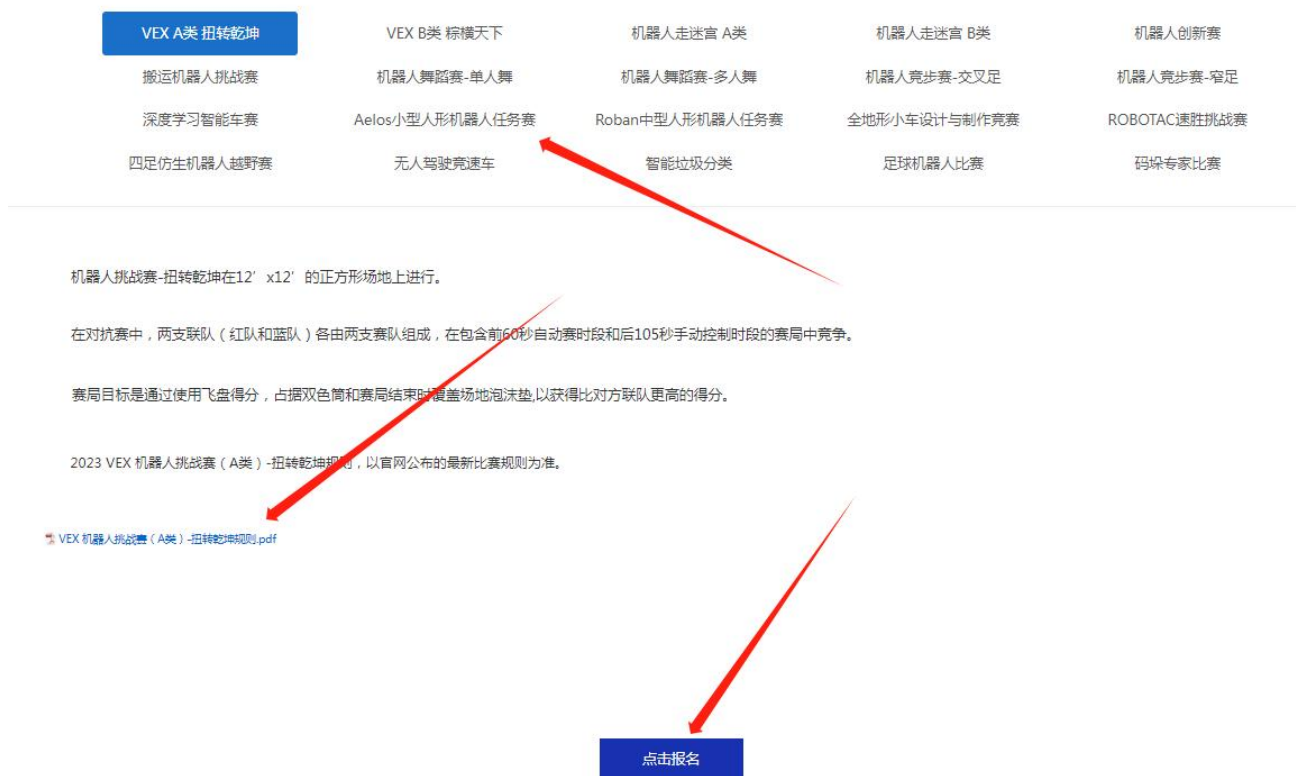 VEX A类 扭转乾坤 VEX B类 粽横天下 机器人走迷宫 A类 机器人走迷宫 B类 机器人创新赛
搬运机器人挑战赛 机器人舞蹈赛-单人舞 机器人舞蹈赛-多人舞 机器人竞步赛-交叉足 机器人竞步赛-窄足
深度学习智能车赛 Aelos小型人形机器人任务赛 Roban中型人形机器人任务赛 全地形小车设计与制作竞赛 ROBOTAC速胜挑战赛
四足仿生机器人越野赛 无人驾驶竞速车 智能垃圾分类 足球机器人比赛 码垛专家比赛
机器人挑战赛-扭转乾坤在12′x12′的正方形场地上进行。
在对抗赛中，两支联队（红队和蓝队）各由两支赛队组成，在包含前60秒自动赛时段和后105秒手动控制时段的赛局中竞争。
赛局目标是通过使用飞盘得分，占据双色筒和赛局结束时覆盖场地泡沫垫,以获得比对方联队更高的得分。
2023 VEX 机器人挑战赛（A类）-扭转乾坤规则，以官网公布的最新比赛规则为准。
VEX 机器人挑战赛（A类）-扭转乾坤规则.pdf
点击报名